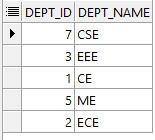 DEPT_ID DEPT_NAME
7 CSE
3 EEE
1 CE
5 ME
2 ECE